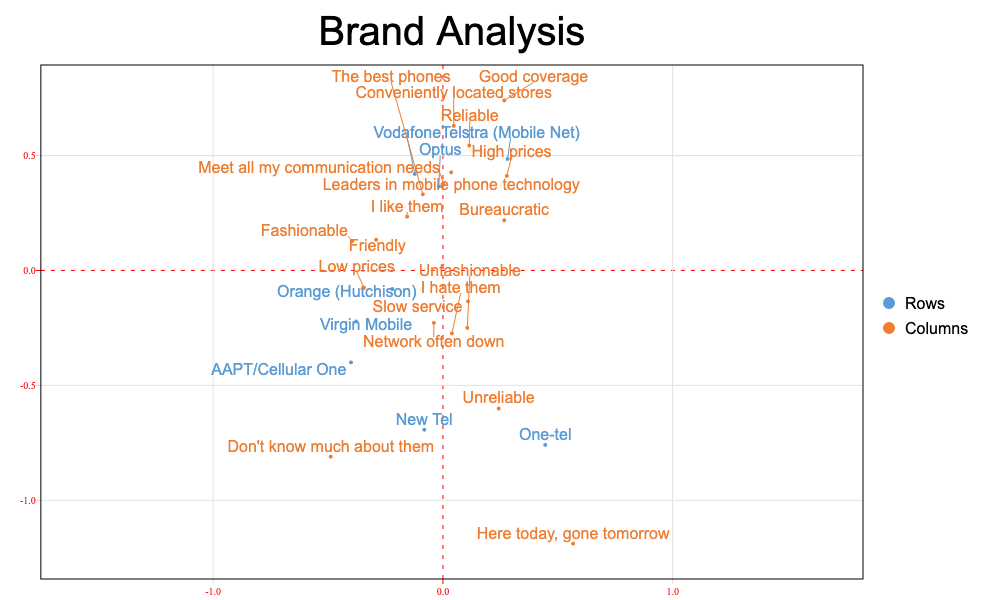 Brand Analysis
The best phones
Good coverage
Conveniently located stores
Reliable
Vodafone
Telstra (Mobile Net)
Optus
High prices
0.5
Meet all my communication needs
Leaders in mobile phone technology
I like them
Bureaucratic
Fashionable
Friendly
Low prices
0.0
Unfashionable
Orange (Hutchison)
I hate them
Rows
Slow service
Virgin Mobile
Columns
Network often down
AAPT/Cellular One
-0.5
Unreliable
New Tel
One-tel
Don't know much about them
-1.0
Here today, gone tomorrow
-1.0
0.0
1.0